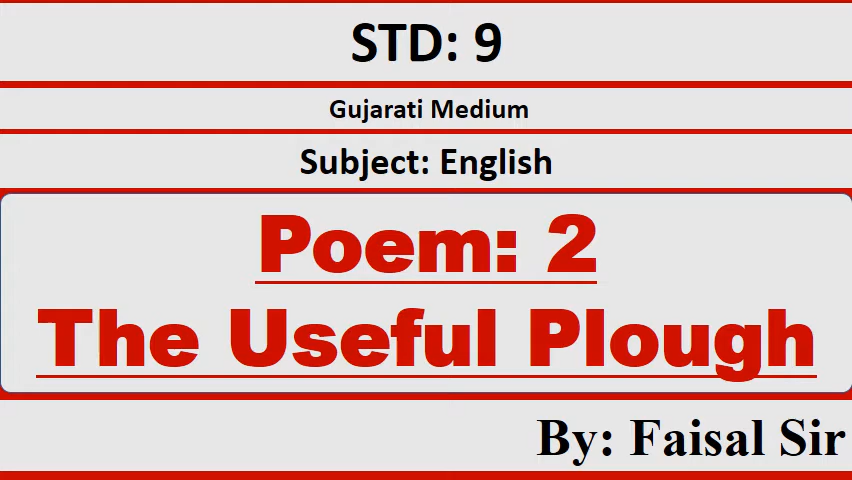 STD: 9
Gujarati Medium
Subject: English
Poem: 2
The Useful Plough
By: Faisal Sir